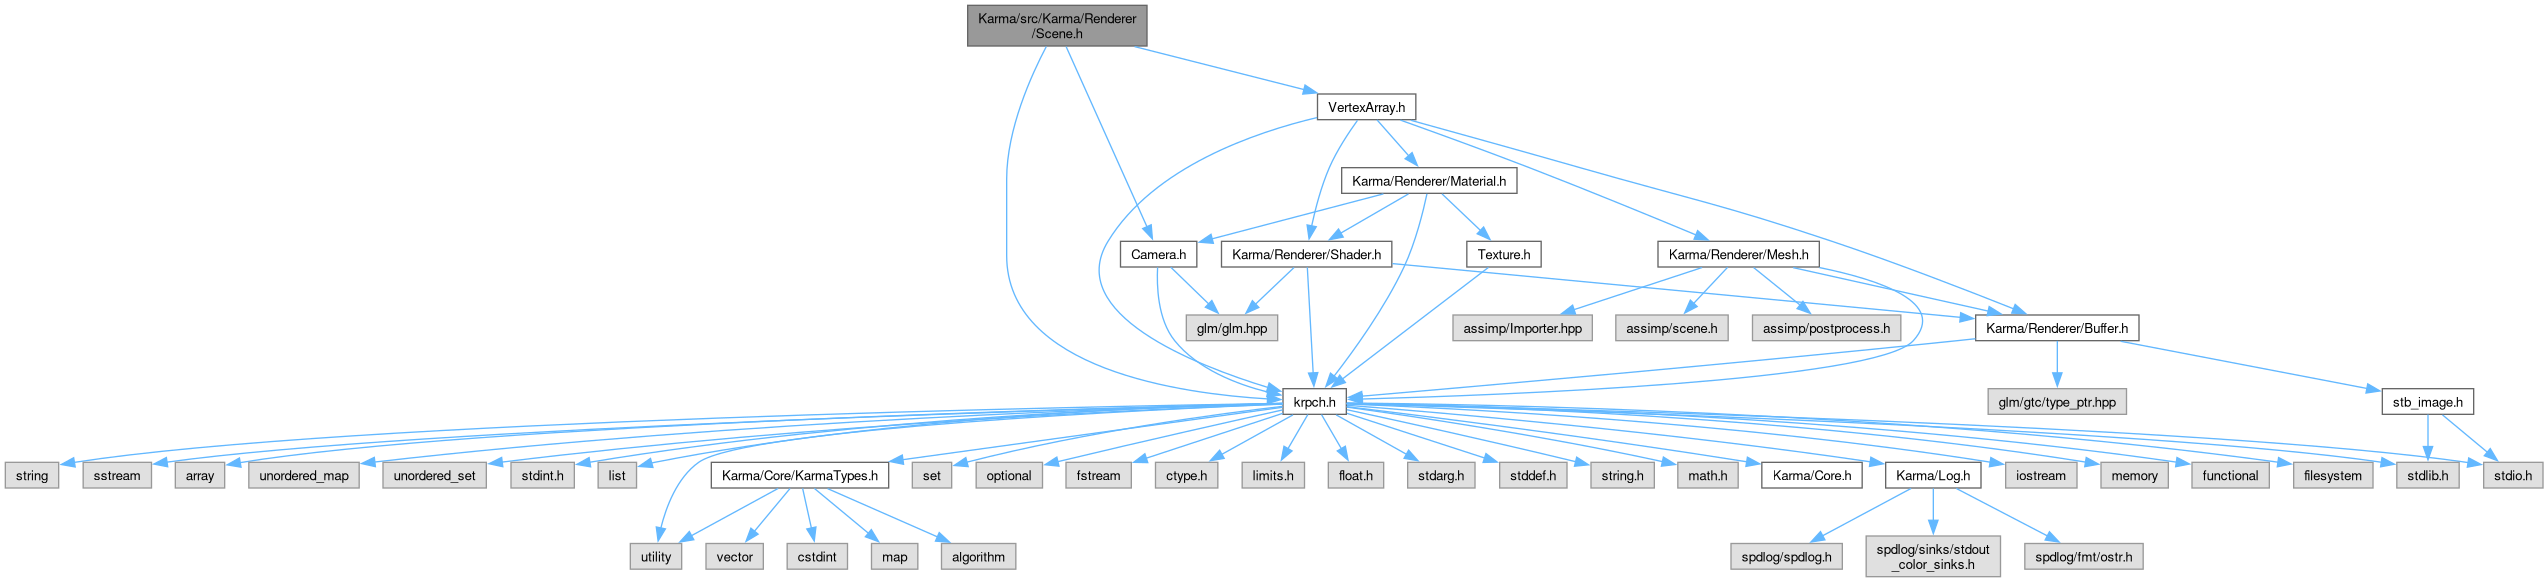 Karma/src/Karma/Renderer
/Scene.h
VertexArray.h
Karma/Renderer/Material.h
Camera.h
Karma/Renderer/Shader.h
Texture.h
Karma/Renderer/Mesh.h
glm/glm.hpp
assimp/Importer.hpp
assimp/scene.h
assimp/postprocess.h
Karma/Renderer/Buffer.h
krpch.h
glm/gtc/type_ptr.hpp
stb_image.h
string
sstream
array
unordered_map
unordered_set
stdint.h
list
Karma/Core/KarmaTypes.h
set
optional
fstream
ctype.h
limits.h
float.h
stdarg.h
stddef.h
string.h
math.h
Karma/Core.h
Karma/Log.h
iostream
memory
functional
filesystem
stdlib.h
stdio.h
utility
vector
cstdint
map
algorithm
spdlog/spdlog.h
spdlog/sinks/stdout
_color_sinks.h
spdlog/fmt/ostr.h